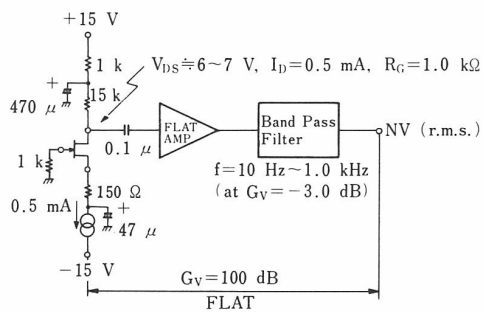 +15 V
1 k
V_DS≒6~7 V, I_D=0.5 mA, R_G=1.0 kΩ
+
470 μ
15 k
FLAT
AMP
Band Pass
Filter
NV (r.m.s.)
0.1 μ
1 k
f=10 Hz~1.0 kHz
(at G_V=−3.0 dB)
150 Ω
0.5 mA
+
47 μ
−15 V
G_V=100 dB
FLAT